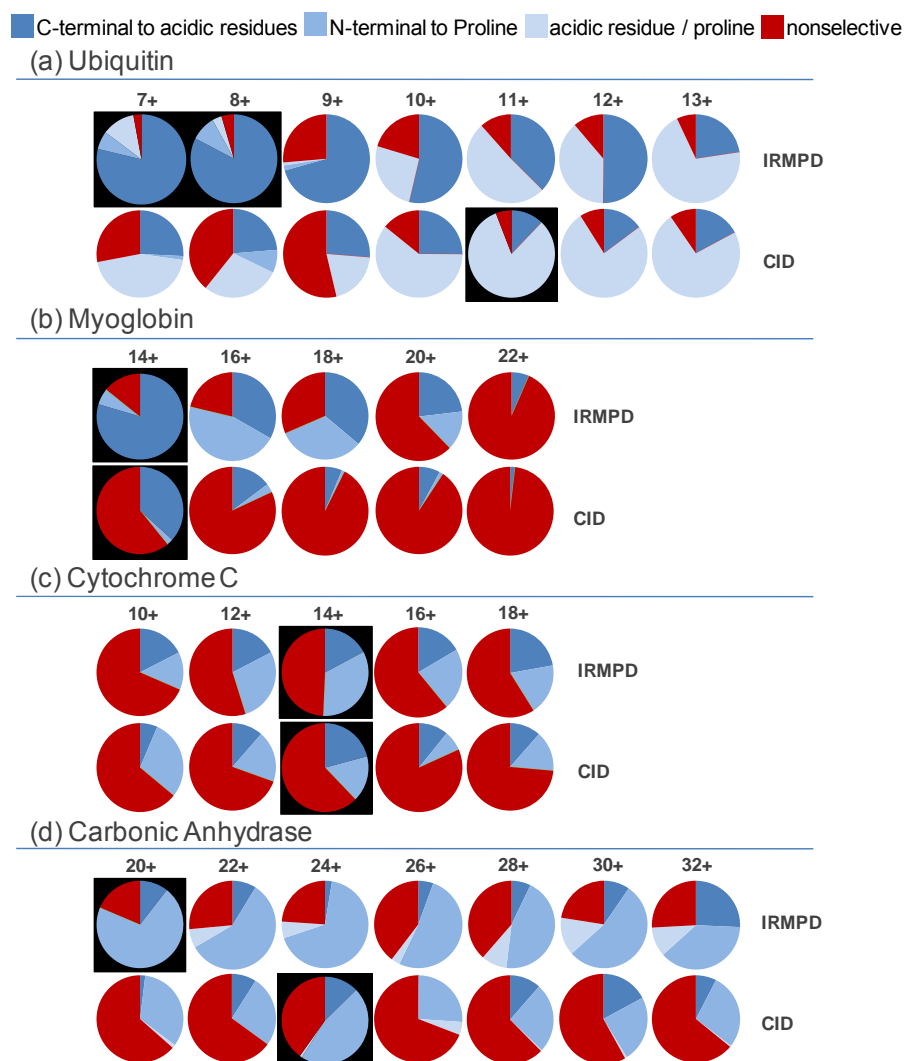 C-terminal to acidic residues N-terminal to Proline acidic residue / proline nonselective
(a) Ubiquitin
7+ 8+ 9+ 10+ 11+ 12+ 13+
IRMPD
CID
(b) Myoglobin
14+ 16+ 18+ 20+ 22+
IRMPD
CID
(c) Cytochrome C
10+ 12+ 14+ 16+ 18+
IRMPD
CID
(d) Carbonic Anhydrase
20+ 22+ 24+ 26+ 28+ 30+ 32+
IRMPD
CID